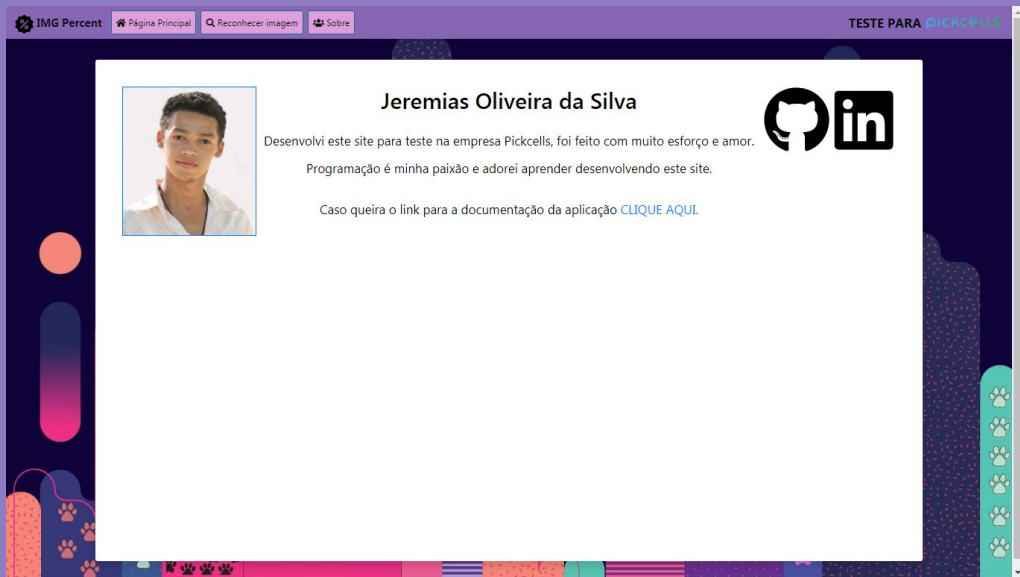 IMG Percent Página Principal Reconhecer imagem Sobre TESTE PARA PICKCELLS
Jeremias Oliveira da Silva
Desenvolvi este site para teste na empresa Pickcells, foi feito com muito esforço e amor.
Programação é minha paixão e adorei aprender desenvolvendo este site.
Caso queira o link para a documentação da aplicação CLIQUE AQUI.
in